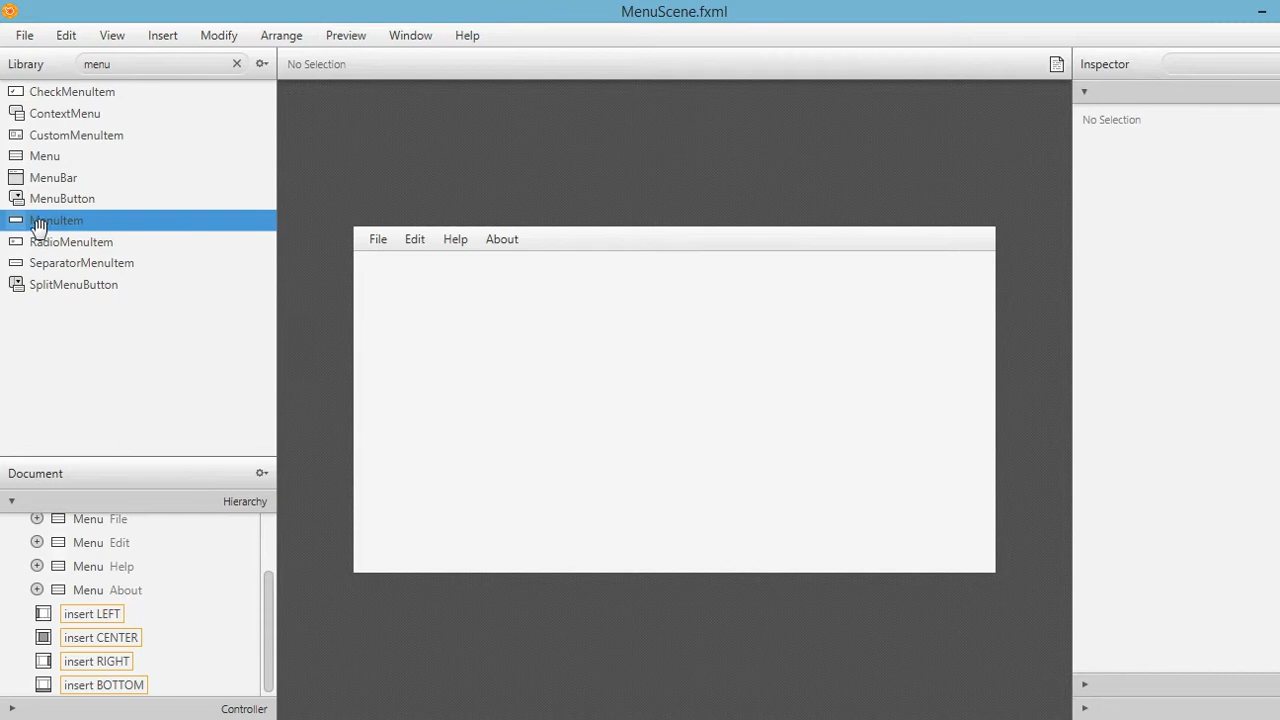 MenuScene.fxml
File Edit View Insert Modify Arrange Preview Window Help
Library menu
No Selection
Inspector
CheckMenuItem
ContextMenu
CustomMenuItem
Menu
MenuBar
MenuButton
MenuItem
RadioMenuItem
SeparatorMenuItem
SplitMenuButton
File Edit Help About
No Selection
Document
Hierarchy
Menu File
Menu Edit
Menu Help
Menu About
insert LEFT
insert CENTER
insert RIGHT
insert BOTTOM
Controller